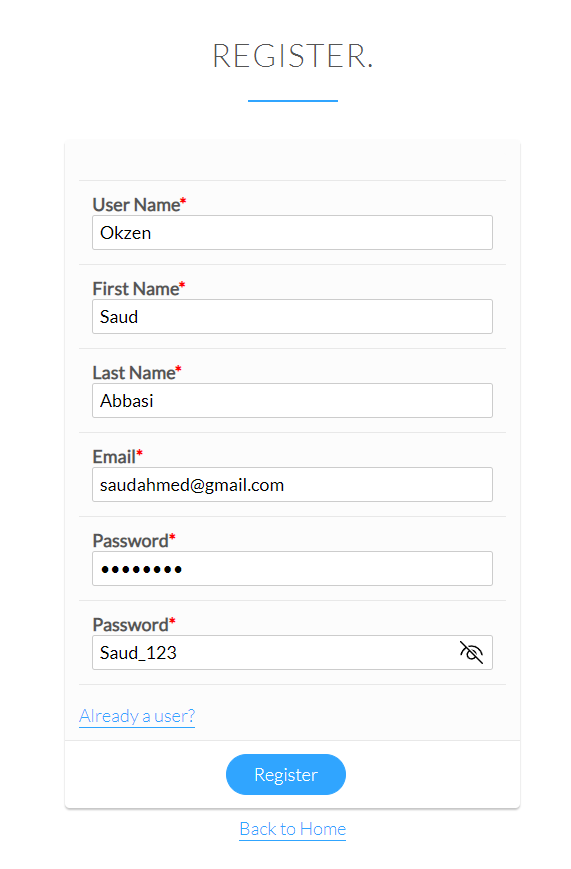 REGISTER.
User Name*
Okzen
First Name*
Saud
Last Name*
Abbasi
Email*
saudahmed@gmail.com
Password*
••••••••
Password*
Saud_123
Already a user?
Register
Back to Home